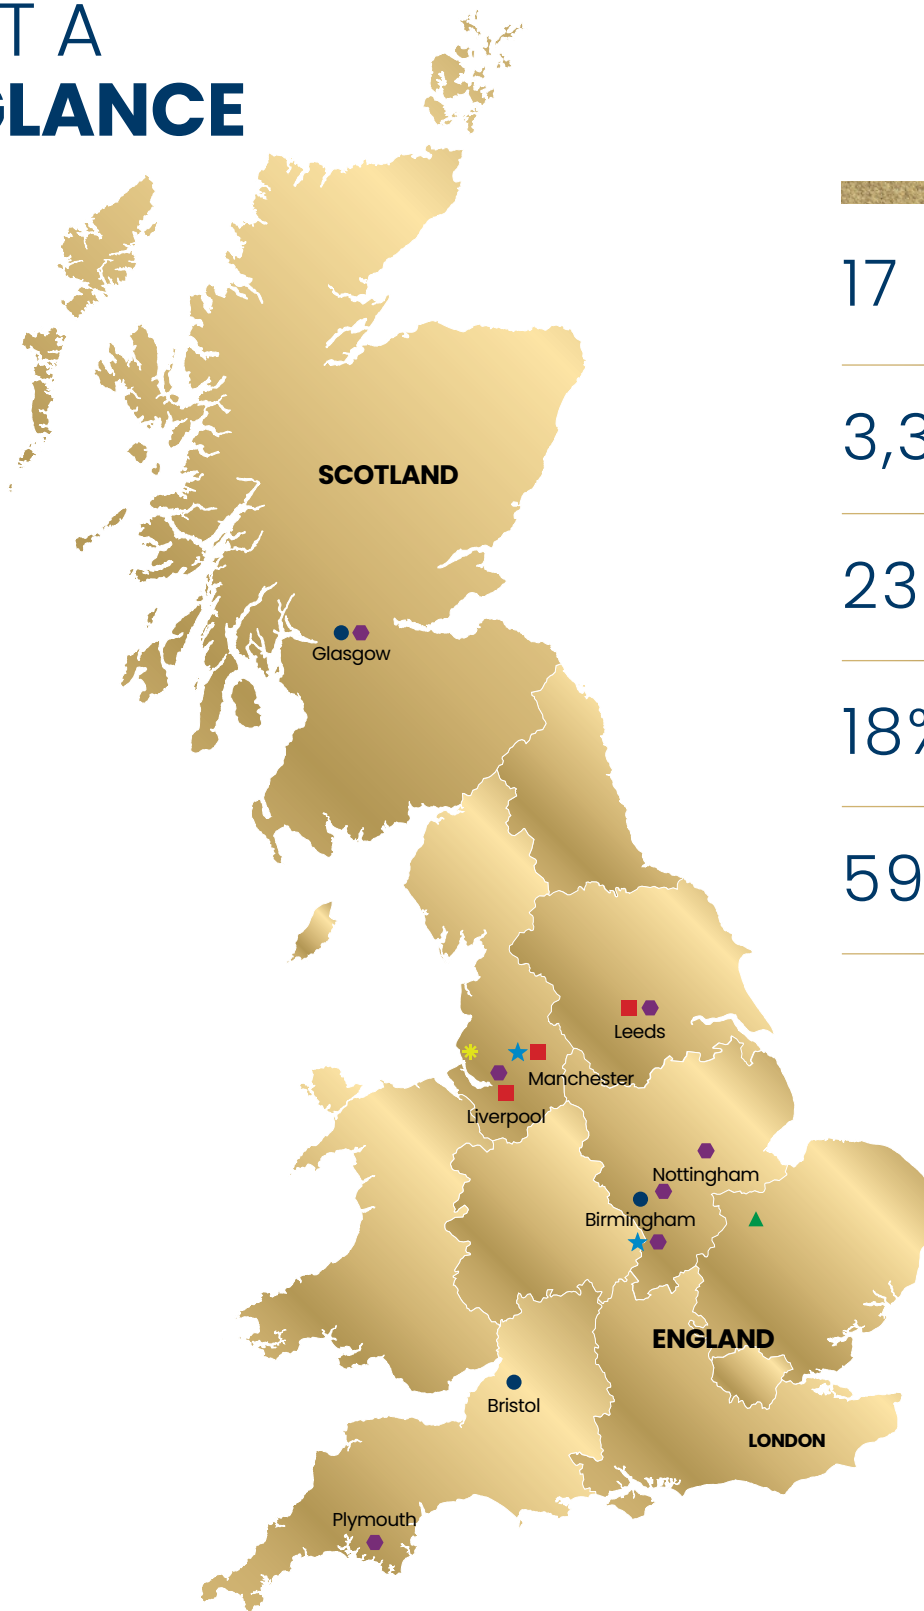 T A
GLANCE
17
3,3
23
18%
59
SCOTLAND
Glasgow
Leeds
Manchester
Liverpool
Nottingham
Birmingham
ENGLAND
Bristol
LONDON
Plymouth